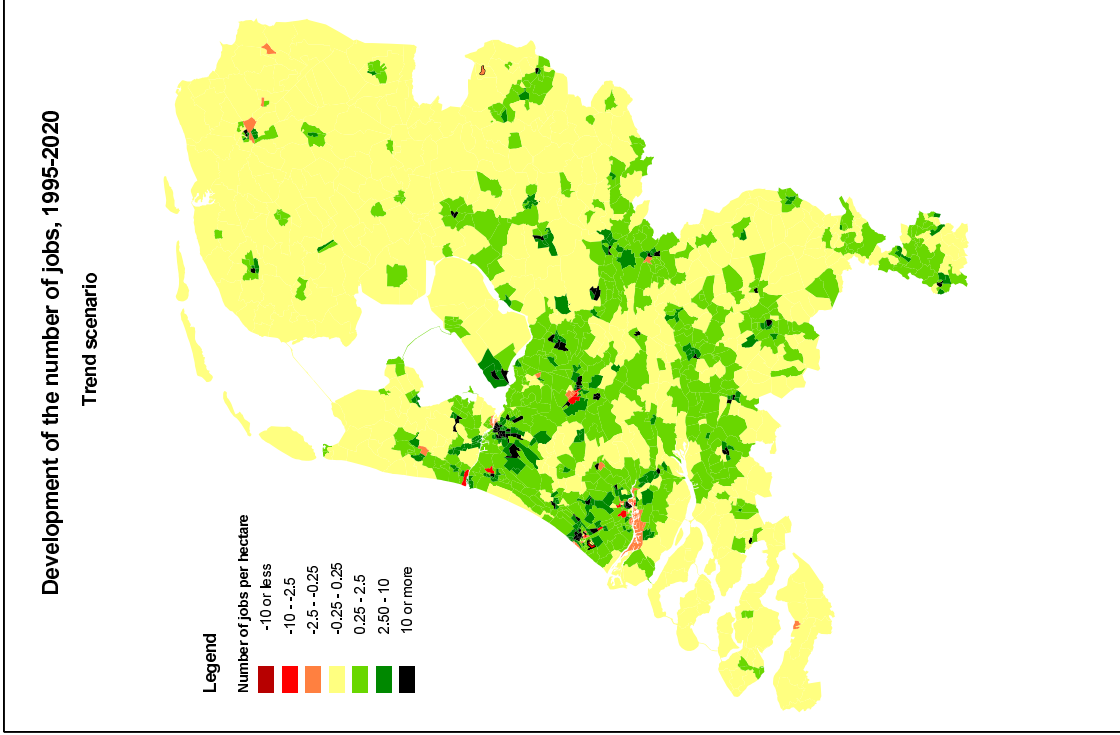 Development of the number of jobs, 1995-2020
Trend scenario
Legend
Number of jobs per hectare
-10 or less
-10 - -2.5
-2.5 - -0.25
-0.25 - 0.25
0.25 - 2.5
2.50 - 10
10 or more